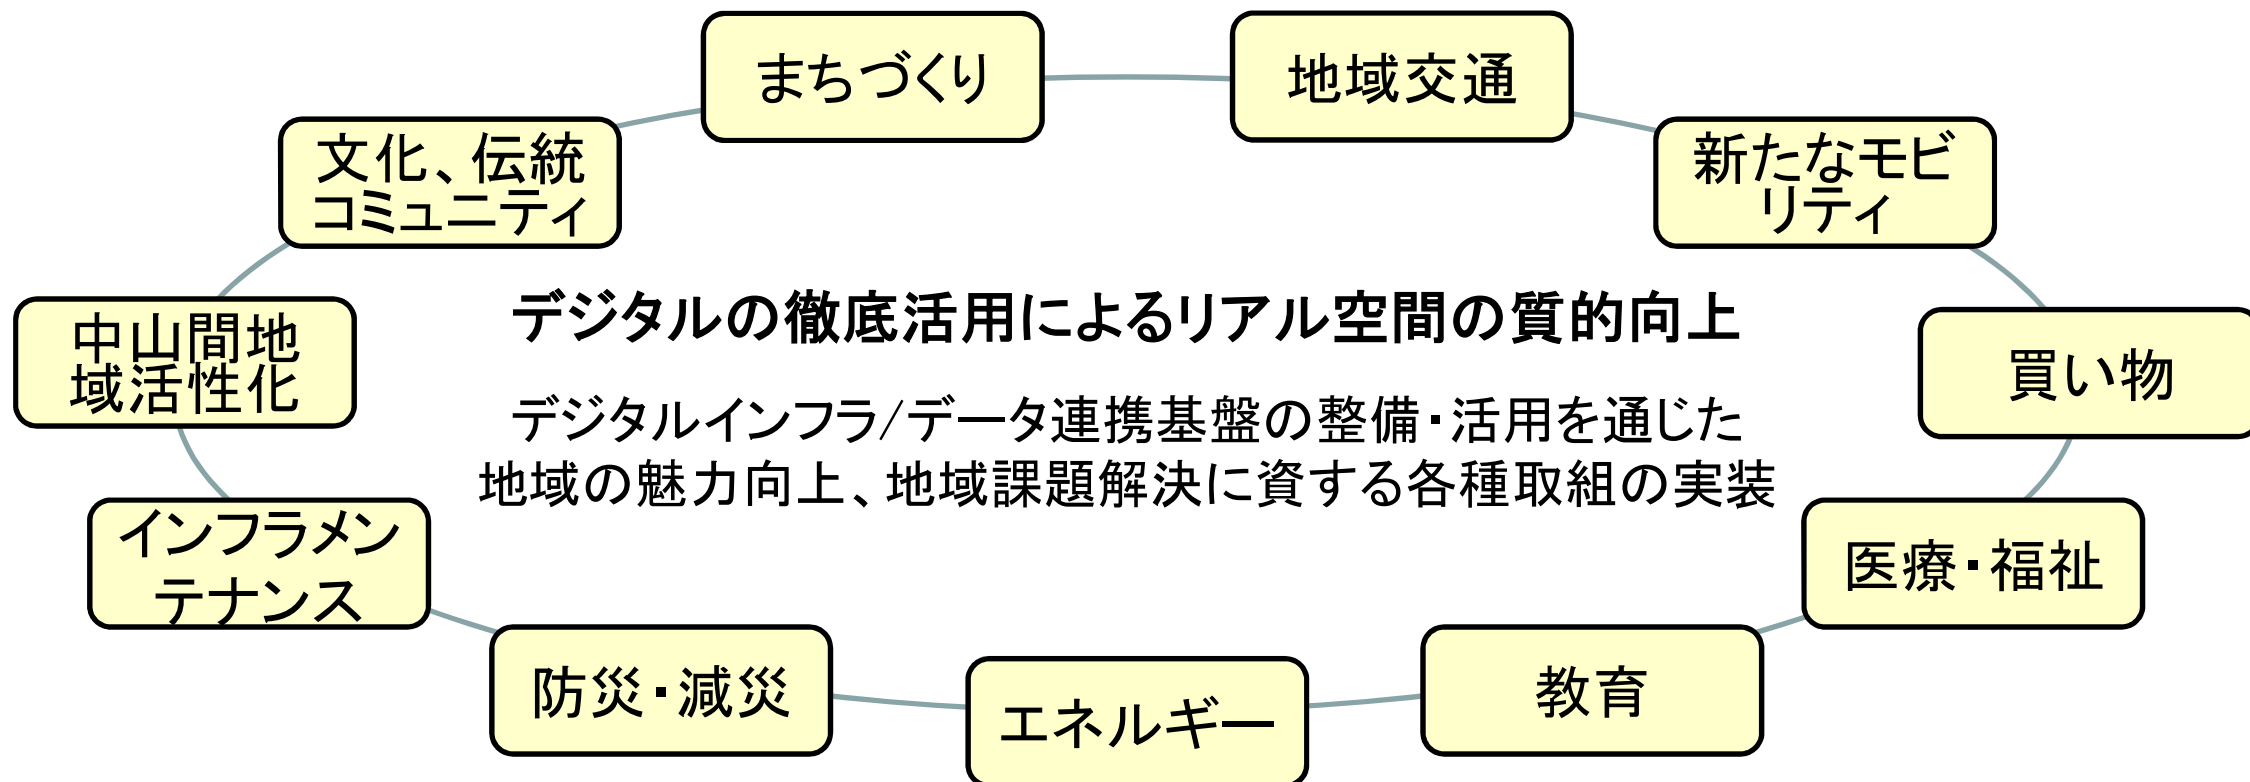 まちづくり
地域交通
文化、伝統
コミュニティ
新たなモビ
リティ
デジタルの徹底活用によるリアル空間の質的向上
中山間地
域活性化
買い物
デジタルインフラ/データ連携基盤の整備・活用を通じた
地域の魅力向上、地域課題解決に資する各種取組の実装
インフラメン
テナンス
医療・福祉
防災・減災
教育
エネルギー